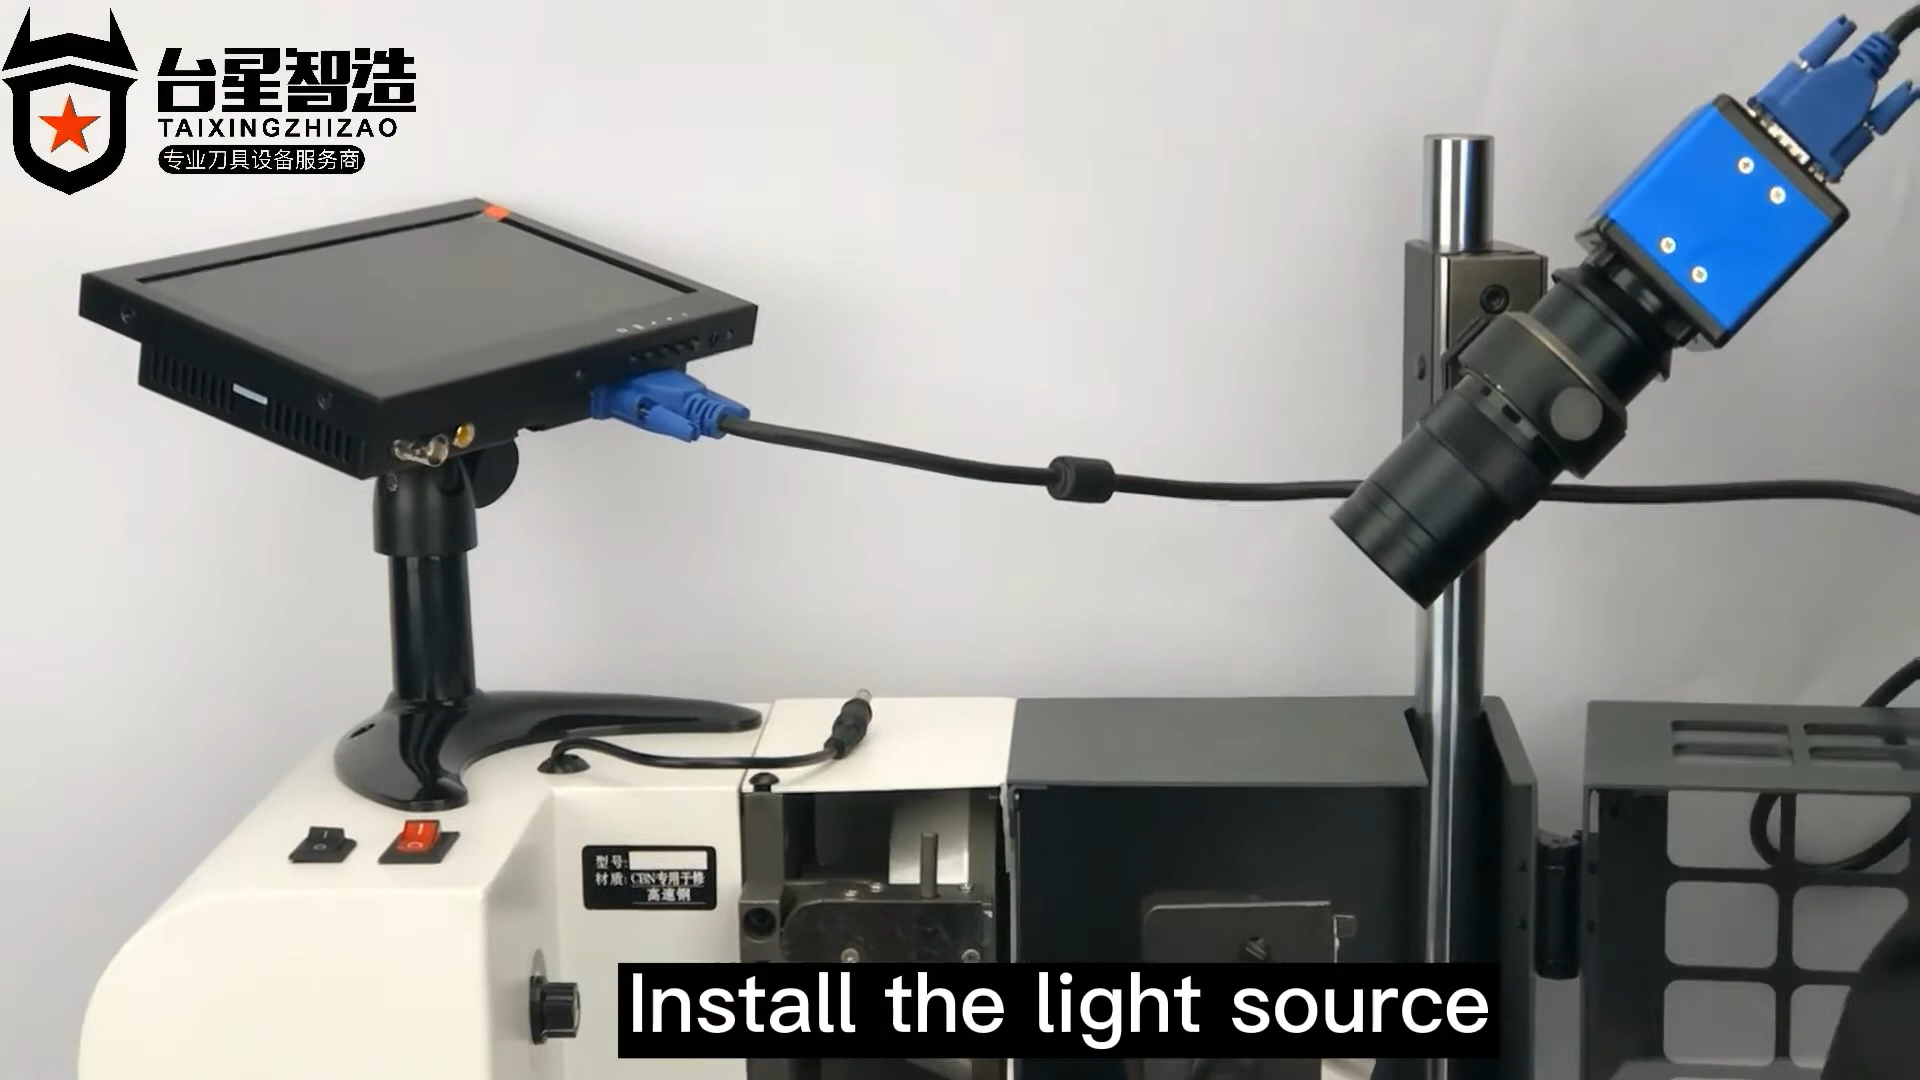 台星智造
TAIXINGZHIZAO
专业刀具设备服务商
型号:
材质: CBN专用于修
高速钢
Install the light source